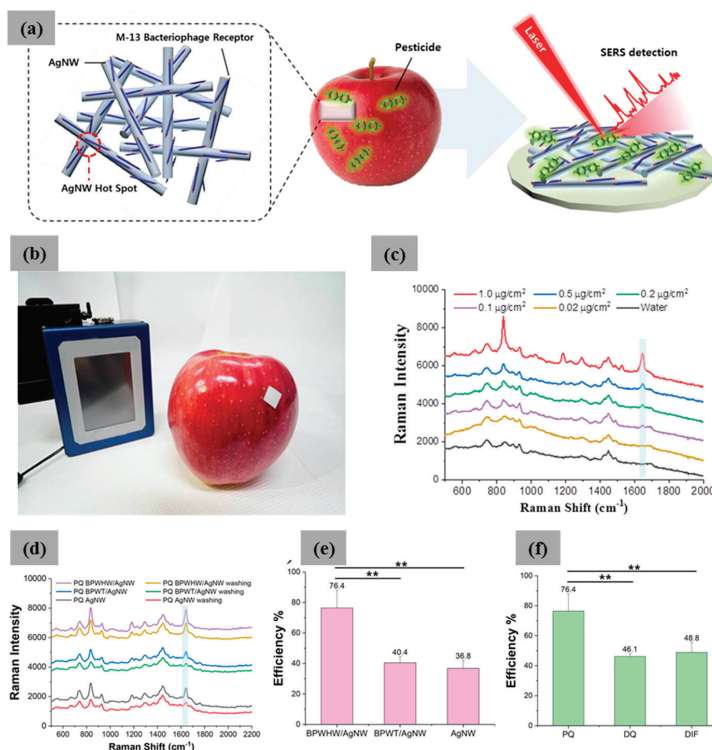 (a)
M-13 Bacteriophage Receptor
AgNW
AgNW Hot Spot
Pesticide
Laser
SERS detection
(b)
(c)
1.0 μg/cm² 0.5 μg/cm² 0.2 μg/cm²
0.1 μg/cm² 0.02 μg/cm² Water
Raman Intensity
10000
8000
6000
4000
2000
0
600 800 1000 1200 1400 1600 1800 2000
Raman Shift (cm⁻¹)
(d)
PQ BPWHW/AgNW PQ BPWHW/AgNW washing
PQ BPWT/AgNW PQ BPWT/AgNW washing
PQ AgNW PQ AgNW washing
Raman Intensity
10000
8000
6000
4000
2000
0
600 800 1000 1200 1400 1600 1800 2000 2200
Raman Shift (cm⁻¹)
(e)
Efficiency %
100
80
60
40
20
0
**
**
76.4
40.4
36.8
BPWHW/AgNW BPWT/AgNW AgNW
(f)
Efficiency %
100
80
60
40
20
0
**
**
76.4
46.1
48.8
PQ DQ DIF